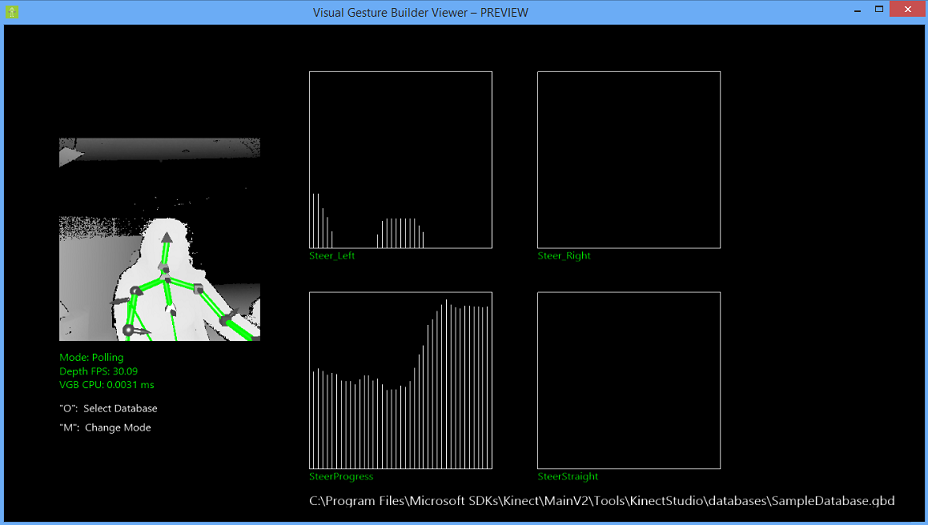 Visual Gesture Builder Viewer – PREVIEW
Steer_Left
Steer_Right
Mode: Polling
Depth FPS: 30.09
VGB CPU: 0.0031 ms
"O":  Select Database
"M":  Change Mode
SteerProgress
SteerStraight
C:\Program Files\Microsoft SDKs\Kinect\MainV2\Tools\KinectStudio\databases\SampleDatabase.gbd